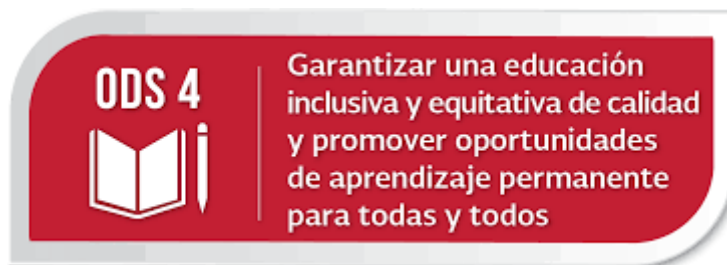 ODS 4
Garantizar una educación
inclusiva y equitativa de calidad
y promover oportunidades
de aprendizaje permanente
para todas y todos